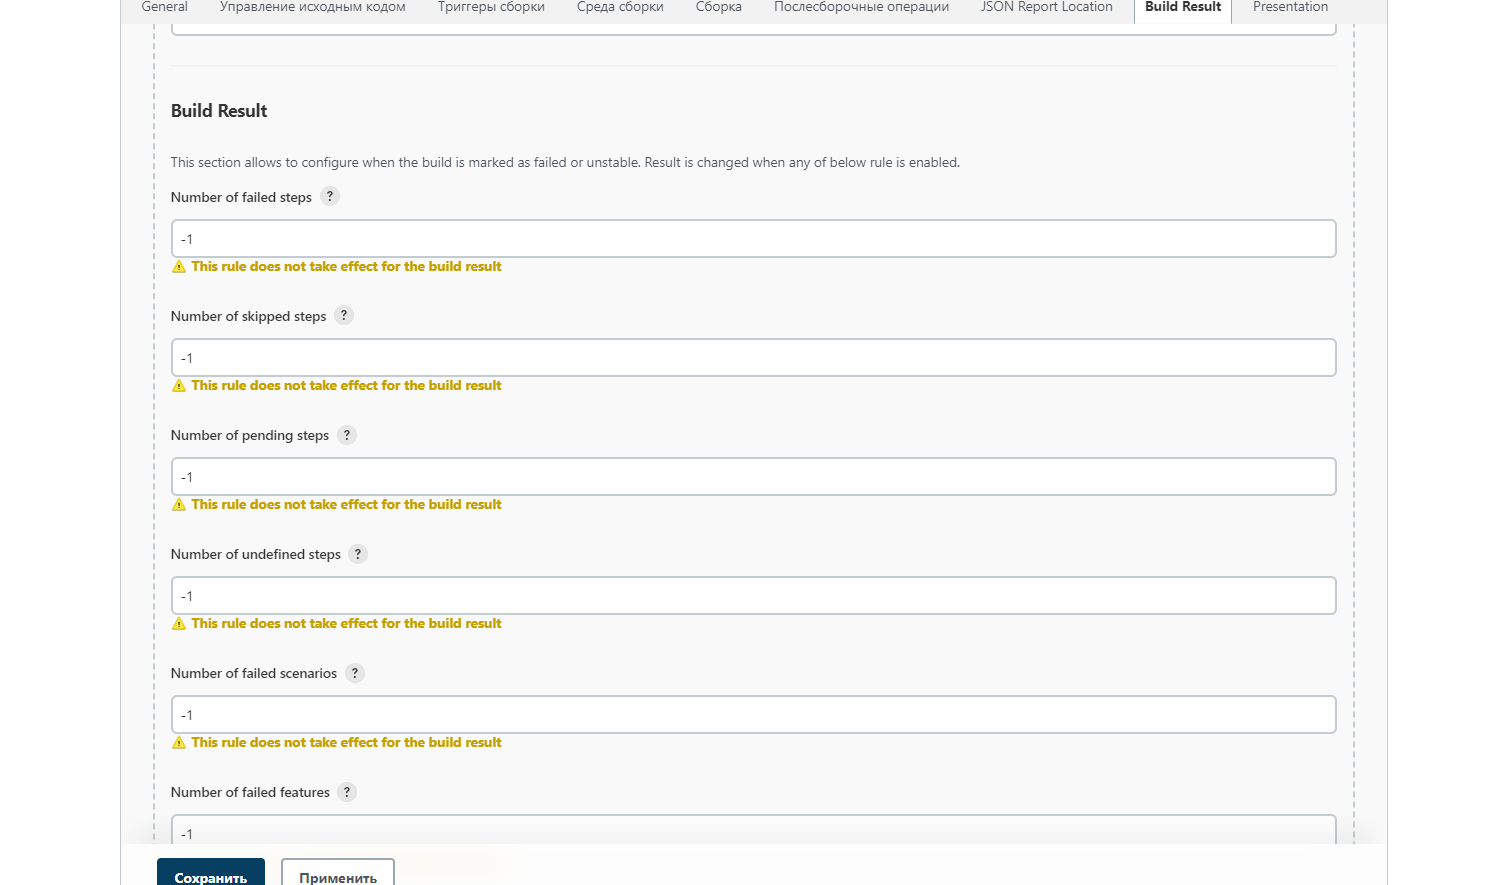 General Управление исходным кодом Триггеры сборки Среда сборки Сборка Послесборочные операции JSON Report Location Build Result Presentation
Build Result
This section allows to configure when the build is marked as failed or unstable. Result is changed when any of below rule is enabled.
Number of failed steps ?
-1
This rule does not take effect for the build result
Number of skipped steps ?
-1
This rule does not take effect for the build result
Number of pending steps ?
-1
This rule does not take effect for the build result
Number of undefined steps ?
-1
This rule does not take effect for the build result
Number of failed scenarios ?
-1
This rule does not take effect for the build result
Number of failed features ?
-1
Сохранить Применить